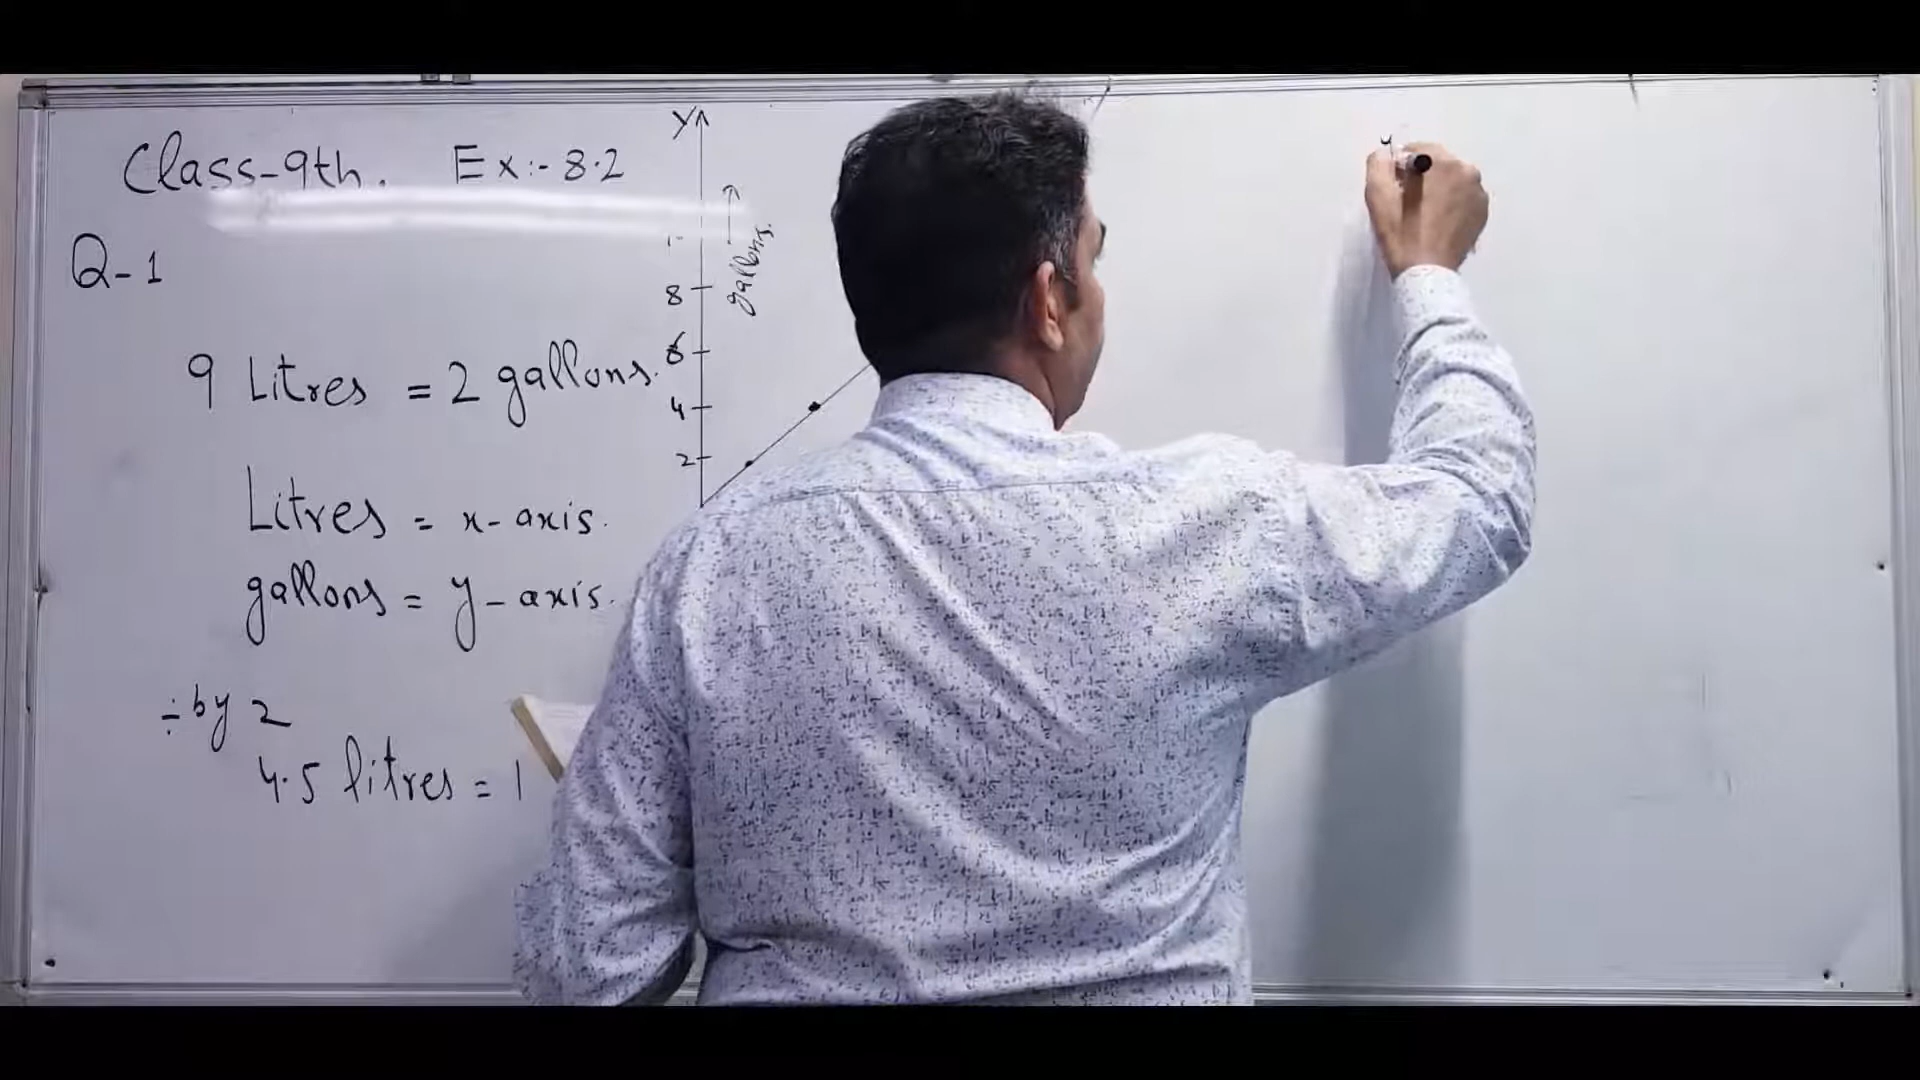 Class-9th. Ex:- 8.2
Q-1
9 Litres = 2 gallons.
Litres = x-axis.
gallons = y-axis.
÷ by 2
4.5 litres = 1
Y
gallons.
8
6
4
2